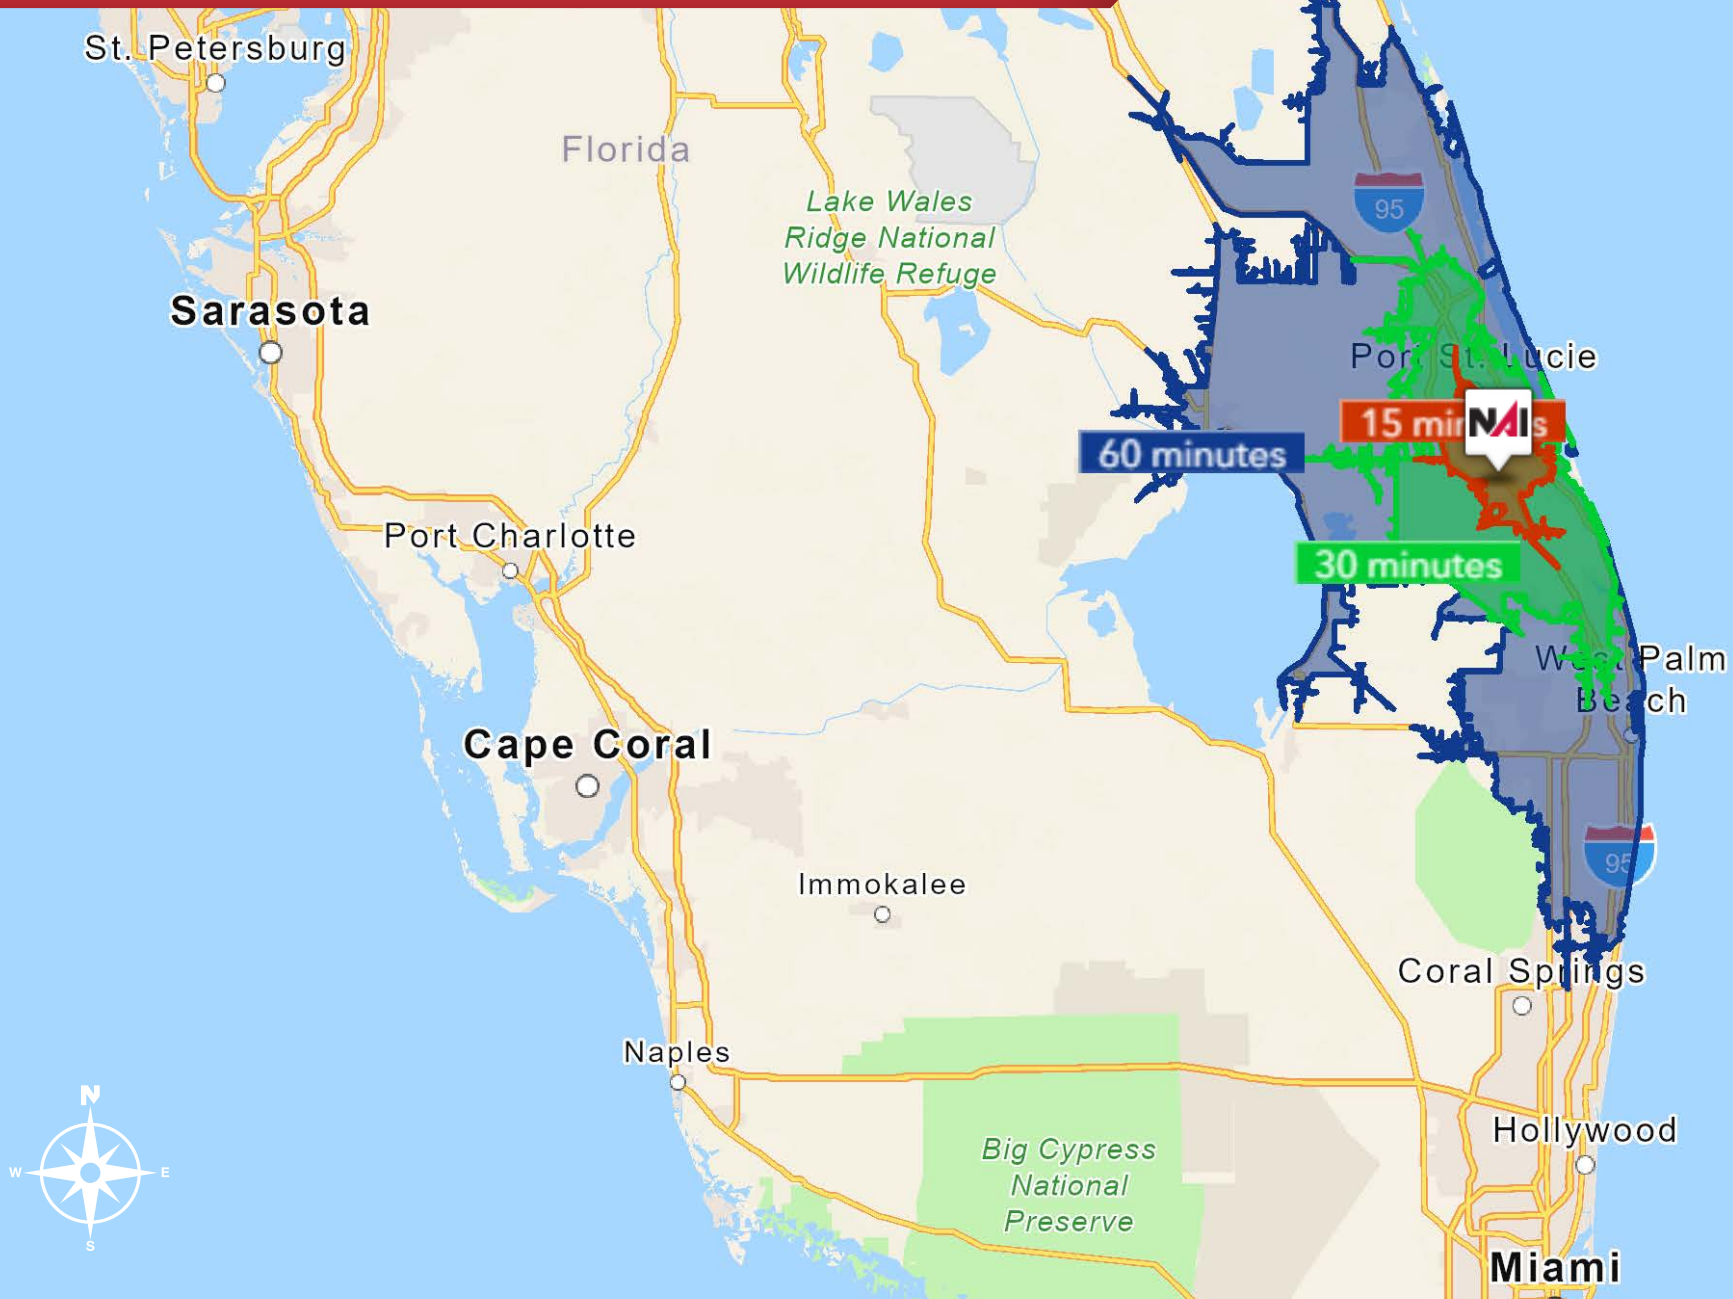 St. Petersburg
Florida
Lake Wales
Ridge National
Wildlife Refuge
95
Sarasota
Port St. Lucie
15 minutes
NAI
60 minutes
Port Charlotte
30 minutes
West Palm
Beach
Cape Coral
95
Immokalee
Coral Springs
Naples
N
W
E
S
Hollywood
Big Cypress
National
Preserve
Miami